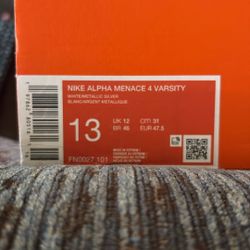 NIKE ALPHA MENACE 4 VARSITY
WHITE/METALLIC SILVER
BLANC/ARGENT METALLIQUE
13
UK 12
CM 31
BR 45
EUR 47.5
FN0027 101